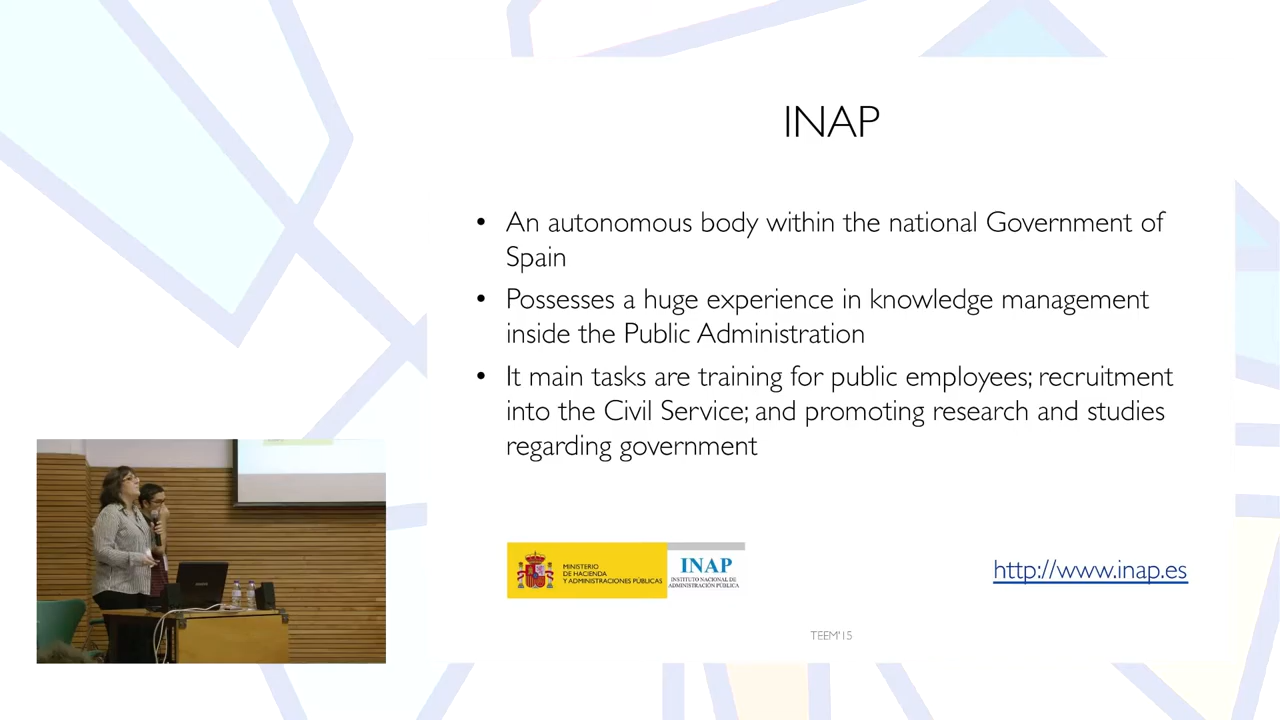 INAP
• An autonomous body within the national Government of
Spain
• Possesses a huge experience in knowledge management
inside the Public Administration
• It main tasks are training for public employees; recruitment
into the Civil Service; and promoting research and studies
regarding government
MINISTERIO
DE HACIENDA
Y ADMINISTRACIONES PÚBLICAS
INAP
INSTITUTO NACIONAL DE
ADMINISTRACIÓN PÚBLICA
http://www.inap.es
TEEM'15